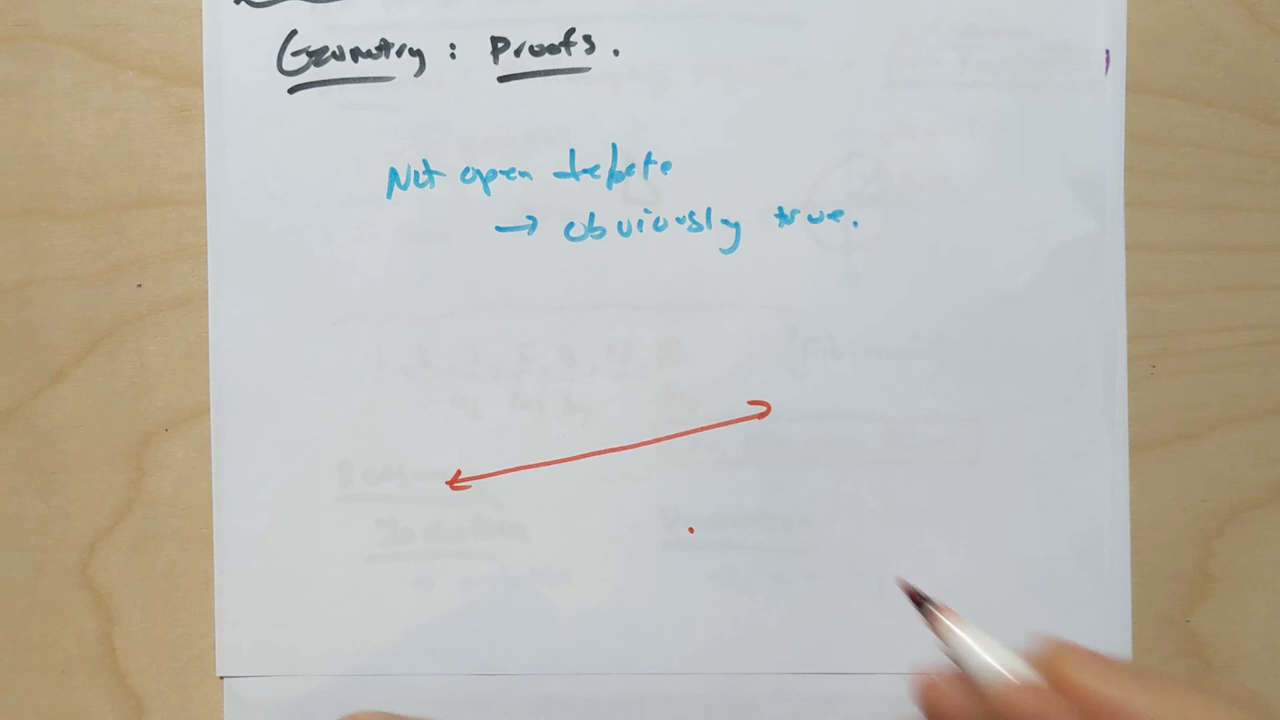 Geometry: Proofs.
Not open debate
→ obviously true.